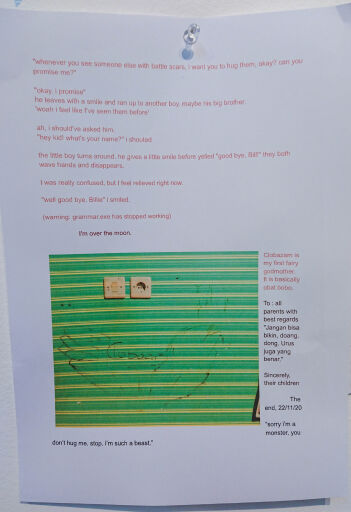 "whenever you see someone else with battle scars, i want you to hug them, okay? can you
promise me?"
"okay. i promise"
he leaves with a smile and ran up to another boy, maybe his big brother.
'woah i feel like I've seen them before'
ah, i should've asked him.
"hey kid! what's your name?" i shouted
the little boy turns around, he gives a little smile before yelled "good bye, Bill!" they both
wave hands and disappears.
I was really confused, but I feel relieved right now.
"well good bye, Billie" I smiled.
(warning: grammar.exe has stopped working)
I'm over the moon.
Clobazam is
my first fairy
godmother.
It is basically
obat bobo.
To : all
parents with
best regards
"Jangan bisa
bikin, doang,
dong. Urus
juga yang
benar."
Sincerely,
their children
The
end, 22/11/20
"sorry i'm a
monster, you
don't hug me, stop, i'm such a beast."